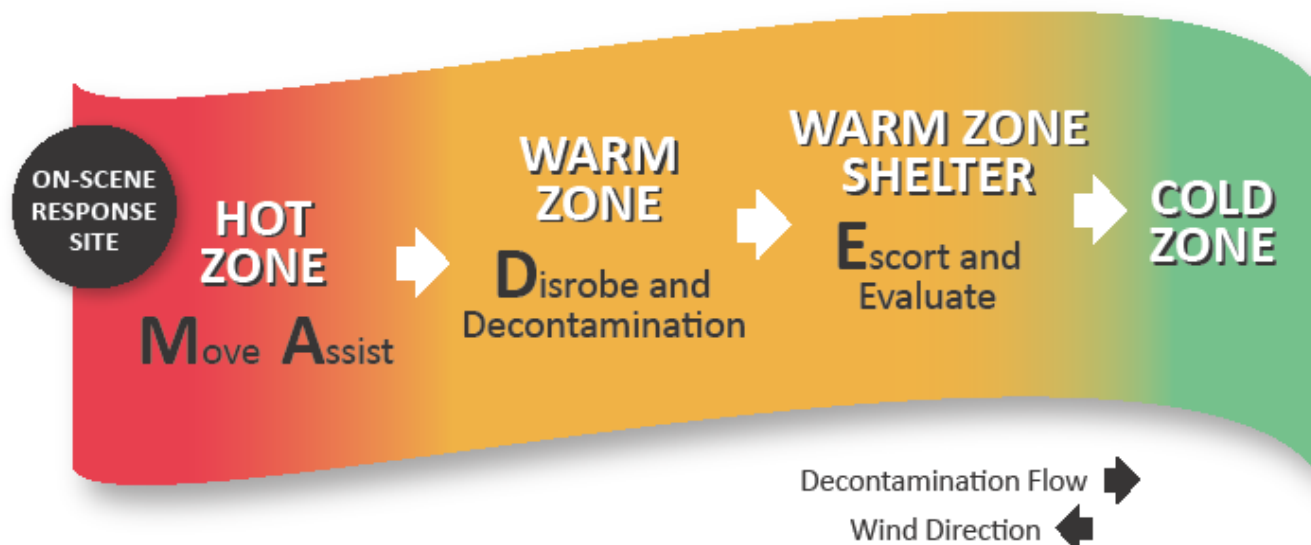 ON-SCENE
RESPONSE
SITE
HOT
ZONE
Move Assist
WARM
ZONE
Disrobe and
Decontamination
WARM ZONE
SHELTER
Escort and
Evaluate
COLD
ZONE
Decontamination Flow
Wind Direction